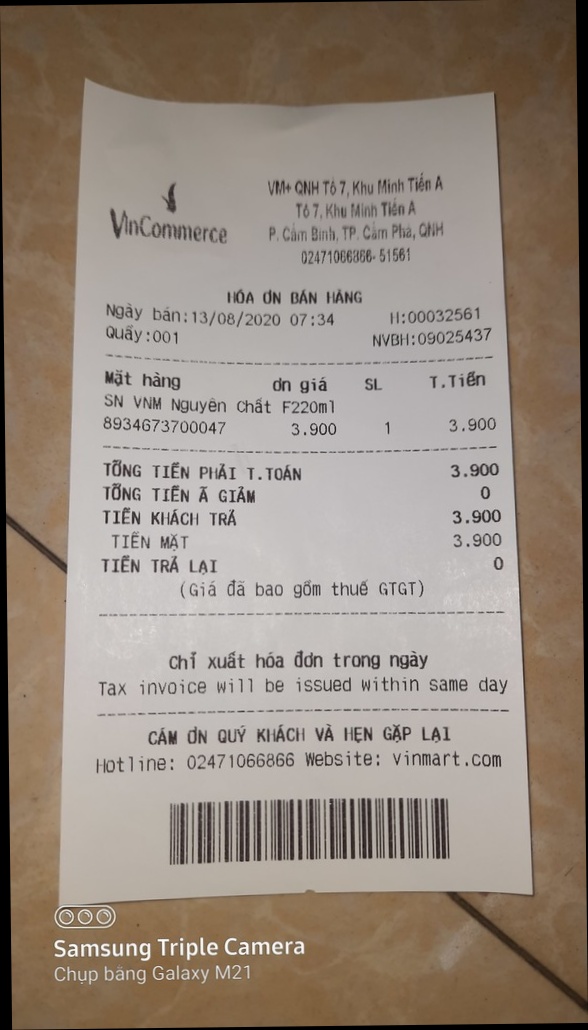 VinCommerce
VM+ QNH Tổ 7, Khu Minh Tiến A
Tổ 7, Khu Minh Tiến A
P. Cẩm Bình, TP. Cẩm Phả, QNH
02471066866- 51561
HÓA ƠN BÁN HÀNG
Ngày bán:13/08/2020 07:34 H:00032561
Quầy:001 NVBH:09025437
Mặt hàng ơn giá SL T.Tiền
SN VNM Nguyên Chất F220ml
8934673700047 3.900 1 3.900
TỔNG TIỀN PHẢI T.TOÁN 3.900
TỔNG TIỀN Ã GIẢM 0
TIỀN KHÁCH TRẢ 3.900
TIỀN MẶT 3.900
TIỀN TRẢ LẠI 0
(Giá đã bao gồm thuế GTGT)
Chỉ xuất hóa đơn trong ngày
Tax invoice will be issued within same day
CÁM ƠN QUÝ KHÁCH VÀ HẸN GẶP LẠI
Hotline: 02471066866 Website: vinmart.com
Samsung Triple Camera
Chụp bằng Galaxy M21